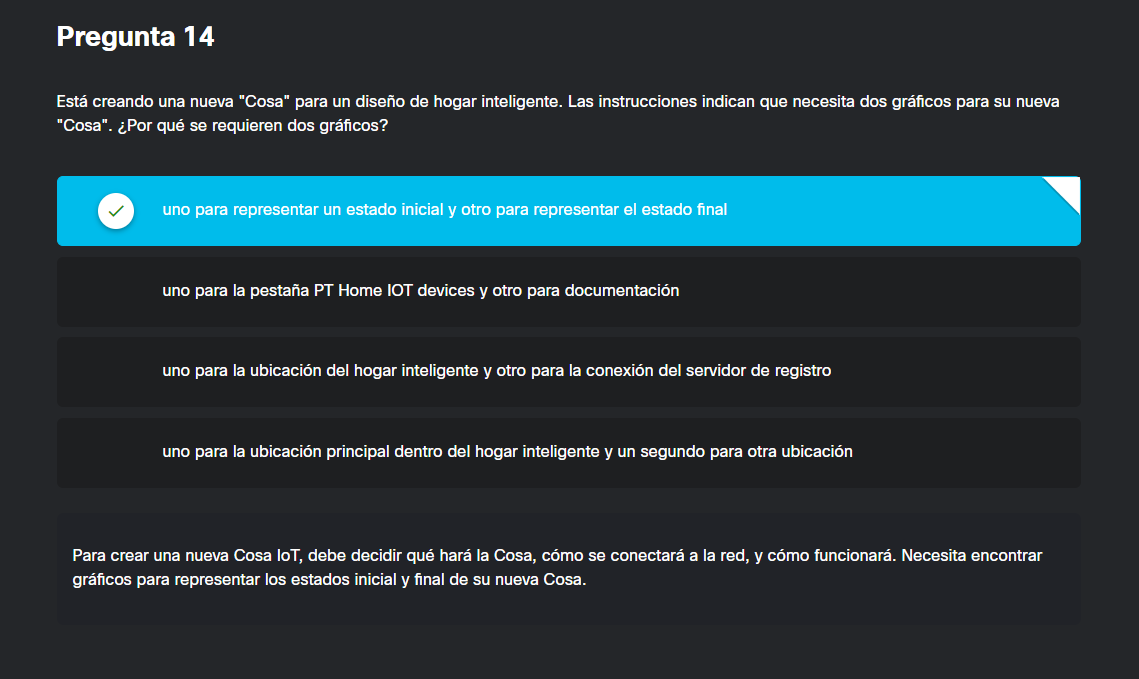 Pregunta 14
Está creando una nueva "Cosa" para un diseño de hogar inteligente. Las instrucciones indican que necesita dos gráficos para su nueva
"Cosa". ¿Por qué se requieren dos gráficos?
uno para representar un estado inicial y otro para representar el estado final
uno para la pestaña PT Home IOT devices y otro para documentación
uno para la ubicación del hogar inteligente y otro para la conexión del servidor de registro
uno para la ubicación principal dentro del hogar inteligente y un segundo para otra ubicación
Para crear una nueva Cosa IoT, debe decidir qué hará la Cosa, cómo se conectará a la red, y cómo funcionará. Necesita encontrar
gráficos para representar los estados inicial y final de su nueva Cosa.